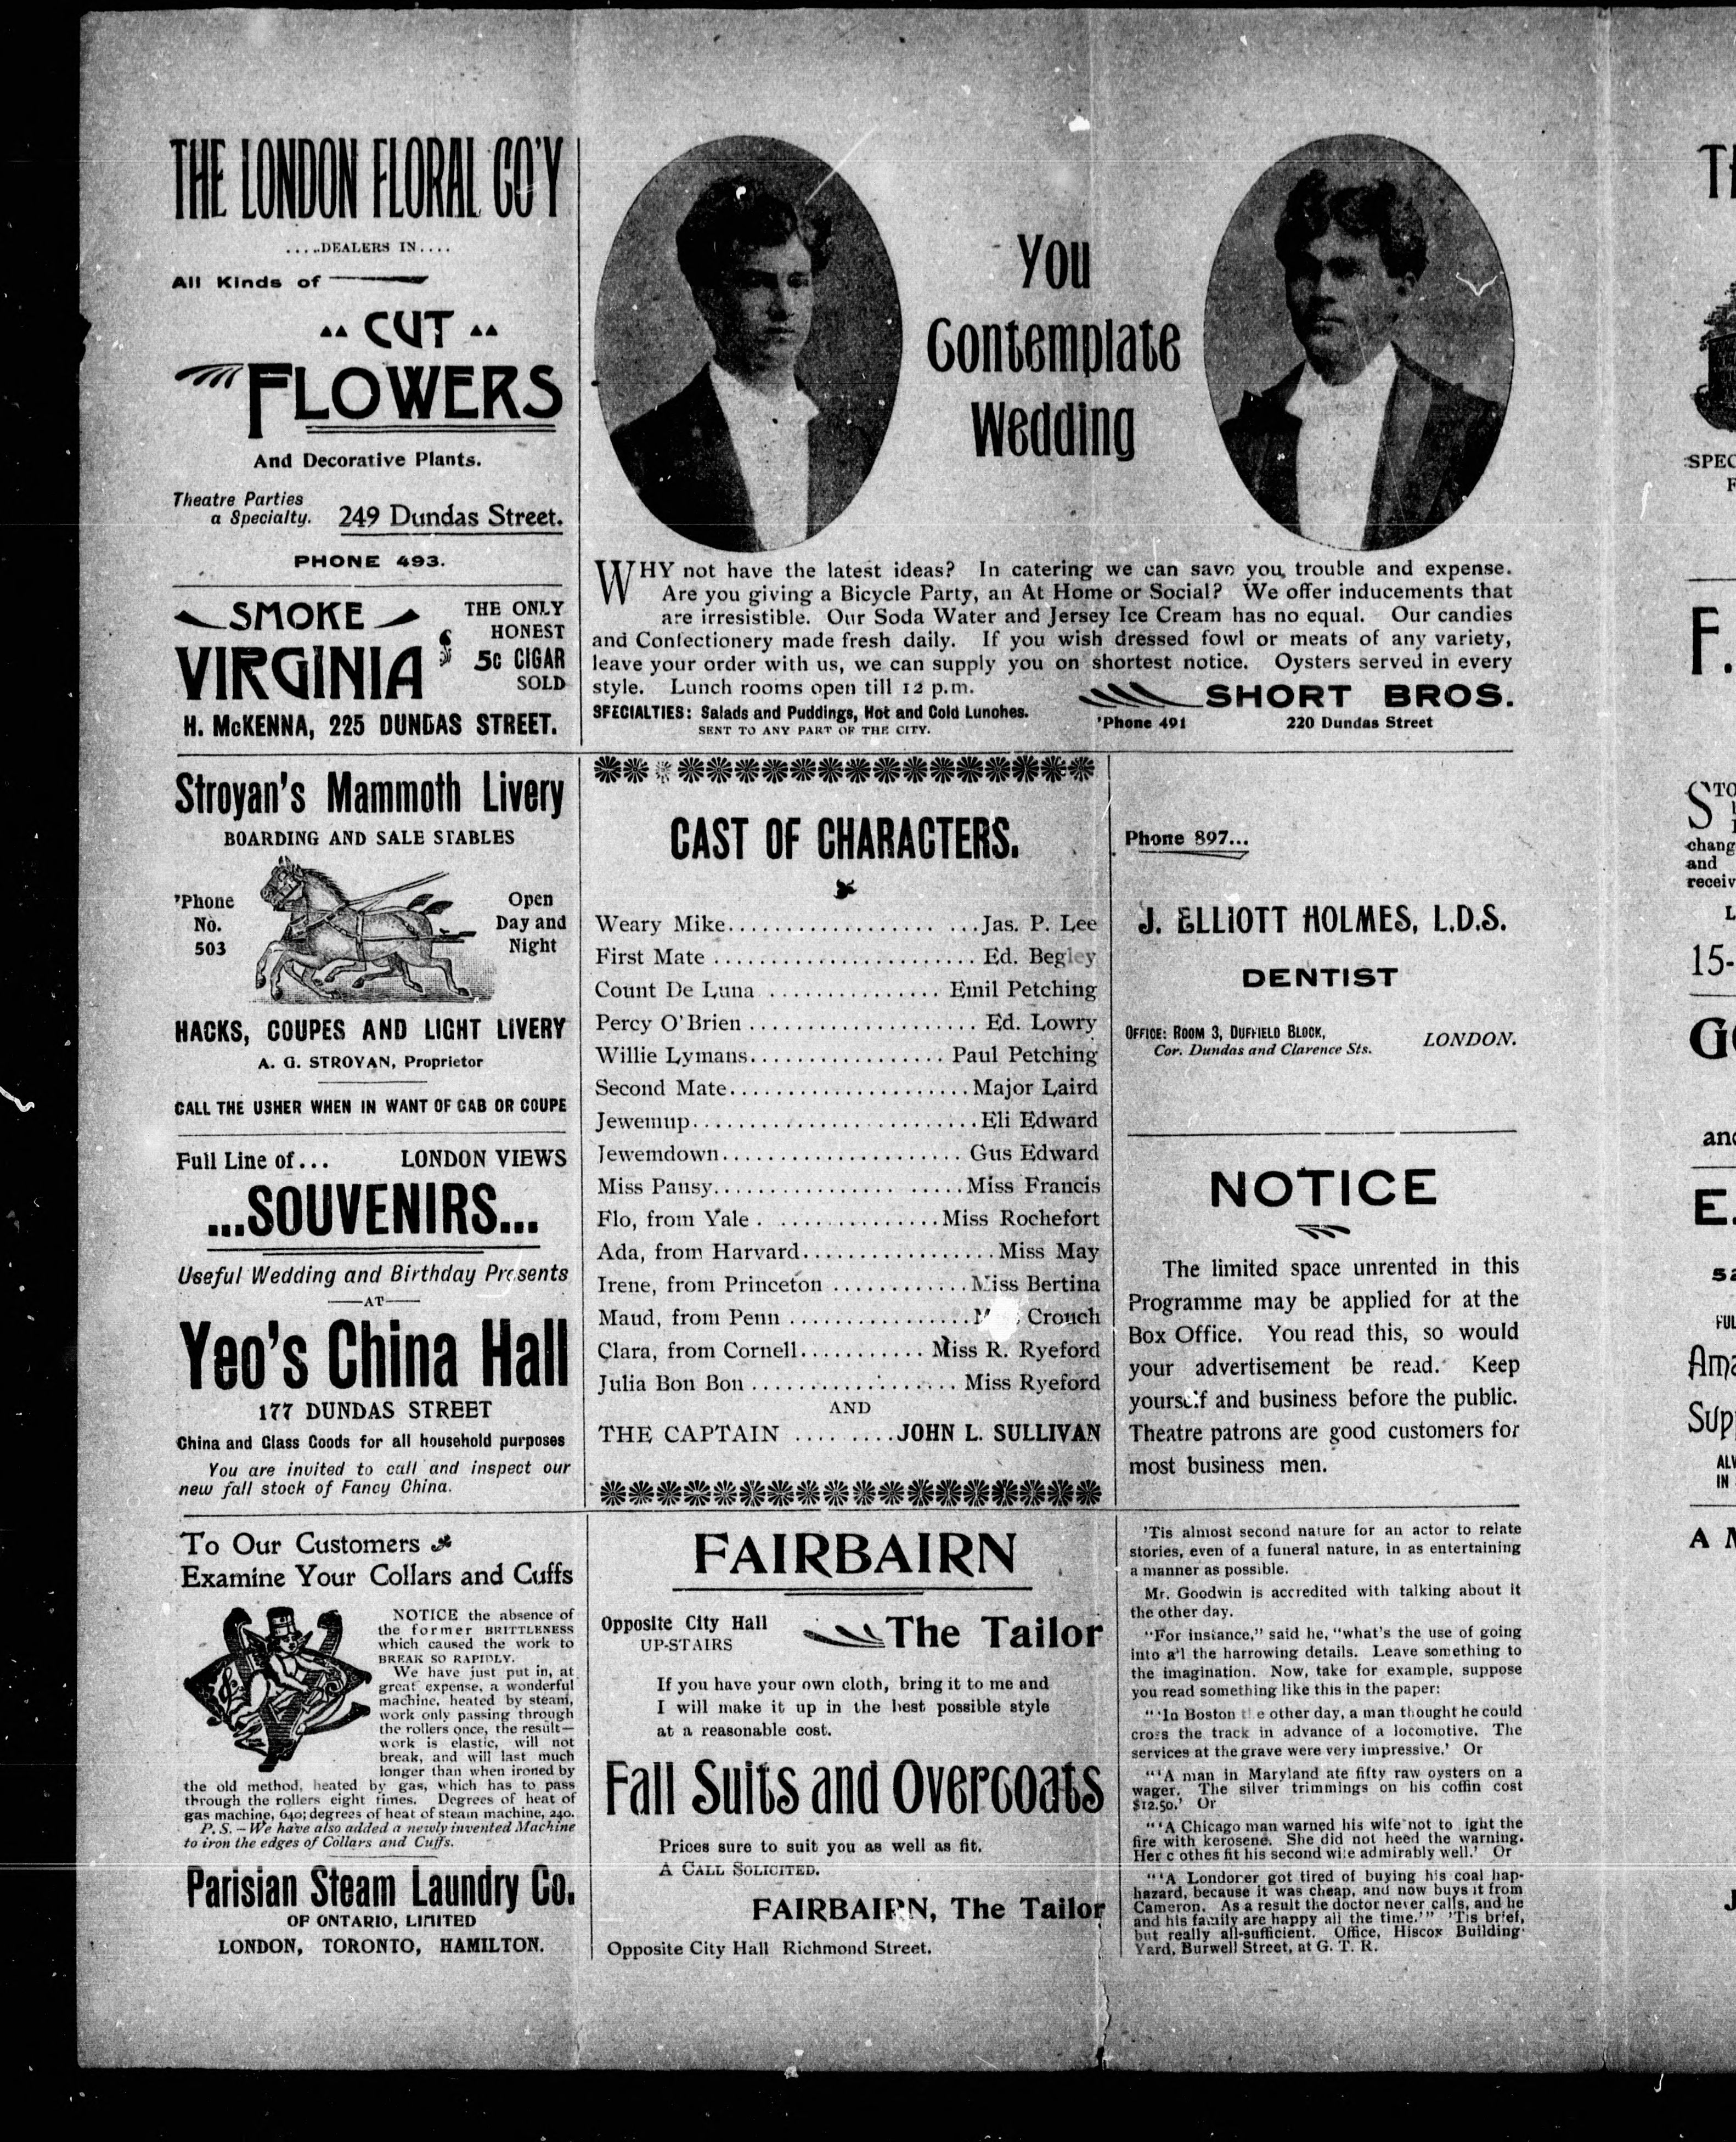 THE LONDON FLORAL CO'Y
....DEALERS IN....
All Kinds of
CUT
FLOWERS
And Decorative Plants.
Theatre Parties
a Specialty.
249 Dundas Street.
PHONE 493.
SMOKE
VIRGINIA
THE ONLY
HONEST
5c CIGAR
SOLD
H. McKENNA, 225 DUNDAS STREET.
You
Contemplate
Wedding
WHY not have the latest ideas? In catering we can save you, trouble and expense.
Are you giving a Bicycle Party, an At Home or Social? We offer inducements that
are irresistible. Our Soda Water and Jersey Ice Cream has no equal. Our candies
and Confectionery made fresh daily. If you wish dressed fowl or meats of any variety,
leave your order with us, we can supply you on shortest notice. Oysters served in every
style. Lunch rooms open till 12 p.m.
SHORT BROS.
SPECIALTIES: Salads and Puddings, Hot and Cold Lunches.
SENT TO ANY PART OF THE CITY.
'Phone 491
220 Dundas Street
Stroyan's Mammoth Livery
BOARDING AND SALE STABLES
'Phone
No.
503
Open
Day and
Night
HACKS, COUPES AND LIGHT LIVERY
A. G. STROYAN, Proprietor
CALL THE USHER WHEN IN WANT OF CAB OR COUPE
Full Line of... LONDON VIEWS
...SOUVENIRS...
Useful Wedding and Birthday Presents
—AT—
Yeo's China Hall
177 DUNDAS STREET
China and Glass Goods for all household purposes
You are invited to call and inspect our
new fall stock of Fancy China.
To Our Customers
Examine Your Collars and Cuffs
NOTICE the absence of
the former BRITTLENESS
which caused the work to
BREAK SO RAPIDLY.
We have just put in, at
great expense, a wonderful
machine, heated by steam,
work only passing through
the rollers once, the result—
work is elastic, will not
break, and will last much
longer than when ironed by
the old method, heated by gas, which has to pass
through the rollers eight times. Degrees of heat of
gas machine, 640; degrees of heat of steam machine, 240.
P. S.—We have also added a newly invented Machine
to iron the edges of Collars and Cuffs.
Parisian Steam Laundry Co.
OF ONTARIO, LIMITED
LONDON, TORONTO, HAMILTON.
CAST OF CHARACTERS.
Weary Mike.................. ...Jas. P. Lee
First Mate ........................ Ed. Begley
Count De Luna ............... Emil Petching
Percy O'Brien ..................... Ed. Lowry
Willie Lymans.................. Paul Petching
Second Mate......................Major Laird
Jewemup..........................Eli Edward
Jewemdown...................... Gus Edward
Miss Pansy................ .....Miss Francis
Flo, from Yale . ...............Miss Rochefort
Ada, from Harvard.................. Miss May
Irene, from Princeton ............Miss Bertina
Maud, from Penn ................. Crouch
Clara, from Cornell........... Miss R. Ryeford
Julia Bon Bon ................... Miss Ryeford
AND
THE CAPTAIN .........JOHN L. SULLIVAN
Phone 897...
J. ELLIOTT HOLMES, L.D.S.
DENTIST
OFFICE: ROOM 3, DUFFIELD BLOCK,
Cor. Dundas and Clarence Sts.
LONDON.
NOTICE
The limited space unrented in this
Programme may be applied for at the
Box Office. You read this, so would
your advertisement be read. Keep
yourself and business before the public.
Theatre patrons are good customers for
most business men.
FAIRBAIRN
Opposite City Hall
UP-STAIRS
The Tailor
If you have your own cloth, bring it to me and
I will make it up in the best possible style
at a reasonable cost.
Fall Suits and Overcoats
Prices sure to suit you as well as fit.
A CALL SOLICITED.
FAIRBAIRN, The Tailor
Opposite City Hall Richmond Street.
'Tis almost second nature for an actor to relate
stories, even of a funeral nature, in as entertaining
a manner as possible.
Mr. Goodwin is accredited with talking about it
the other day.
"For instance," said he, "what's the use of going
into all the harrowing details. Leave something to
the imagination. Now, take for example, suppose
you read something like this in the paper:
"'In Boston the other day, a man thought he could
cross the track in advance of a locomotive. The
services at the grave were very impressive.' Or
"'A man in Maryland ate fifty raw oysters on a
wager. The silver trimmings on his coffin cost
$12.50.' Or
"'A Chicago man warned his wife not to light the
fire with kerosene. She did not heed the warning.
Her clothes fit his second wife admirably well.' Or
"'A Londoner got tired of buying his coal hap-
hazard, because it was cheap, and now buys it from
Cameron. As a result the doctor never calls, and he
and his family are happy all the time.'" 'Tis brief,
but really all-sufficient. Office, Hiscox Building
Yard, Burwell Street, at G. T. R.